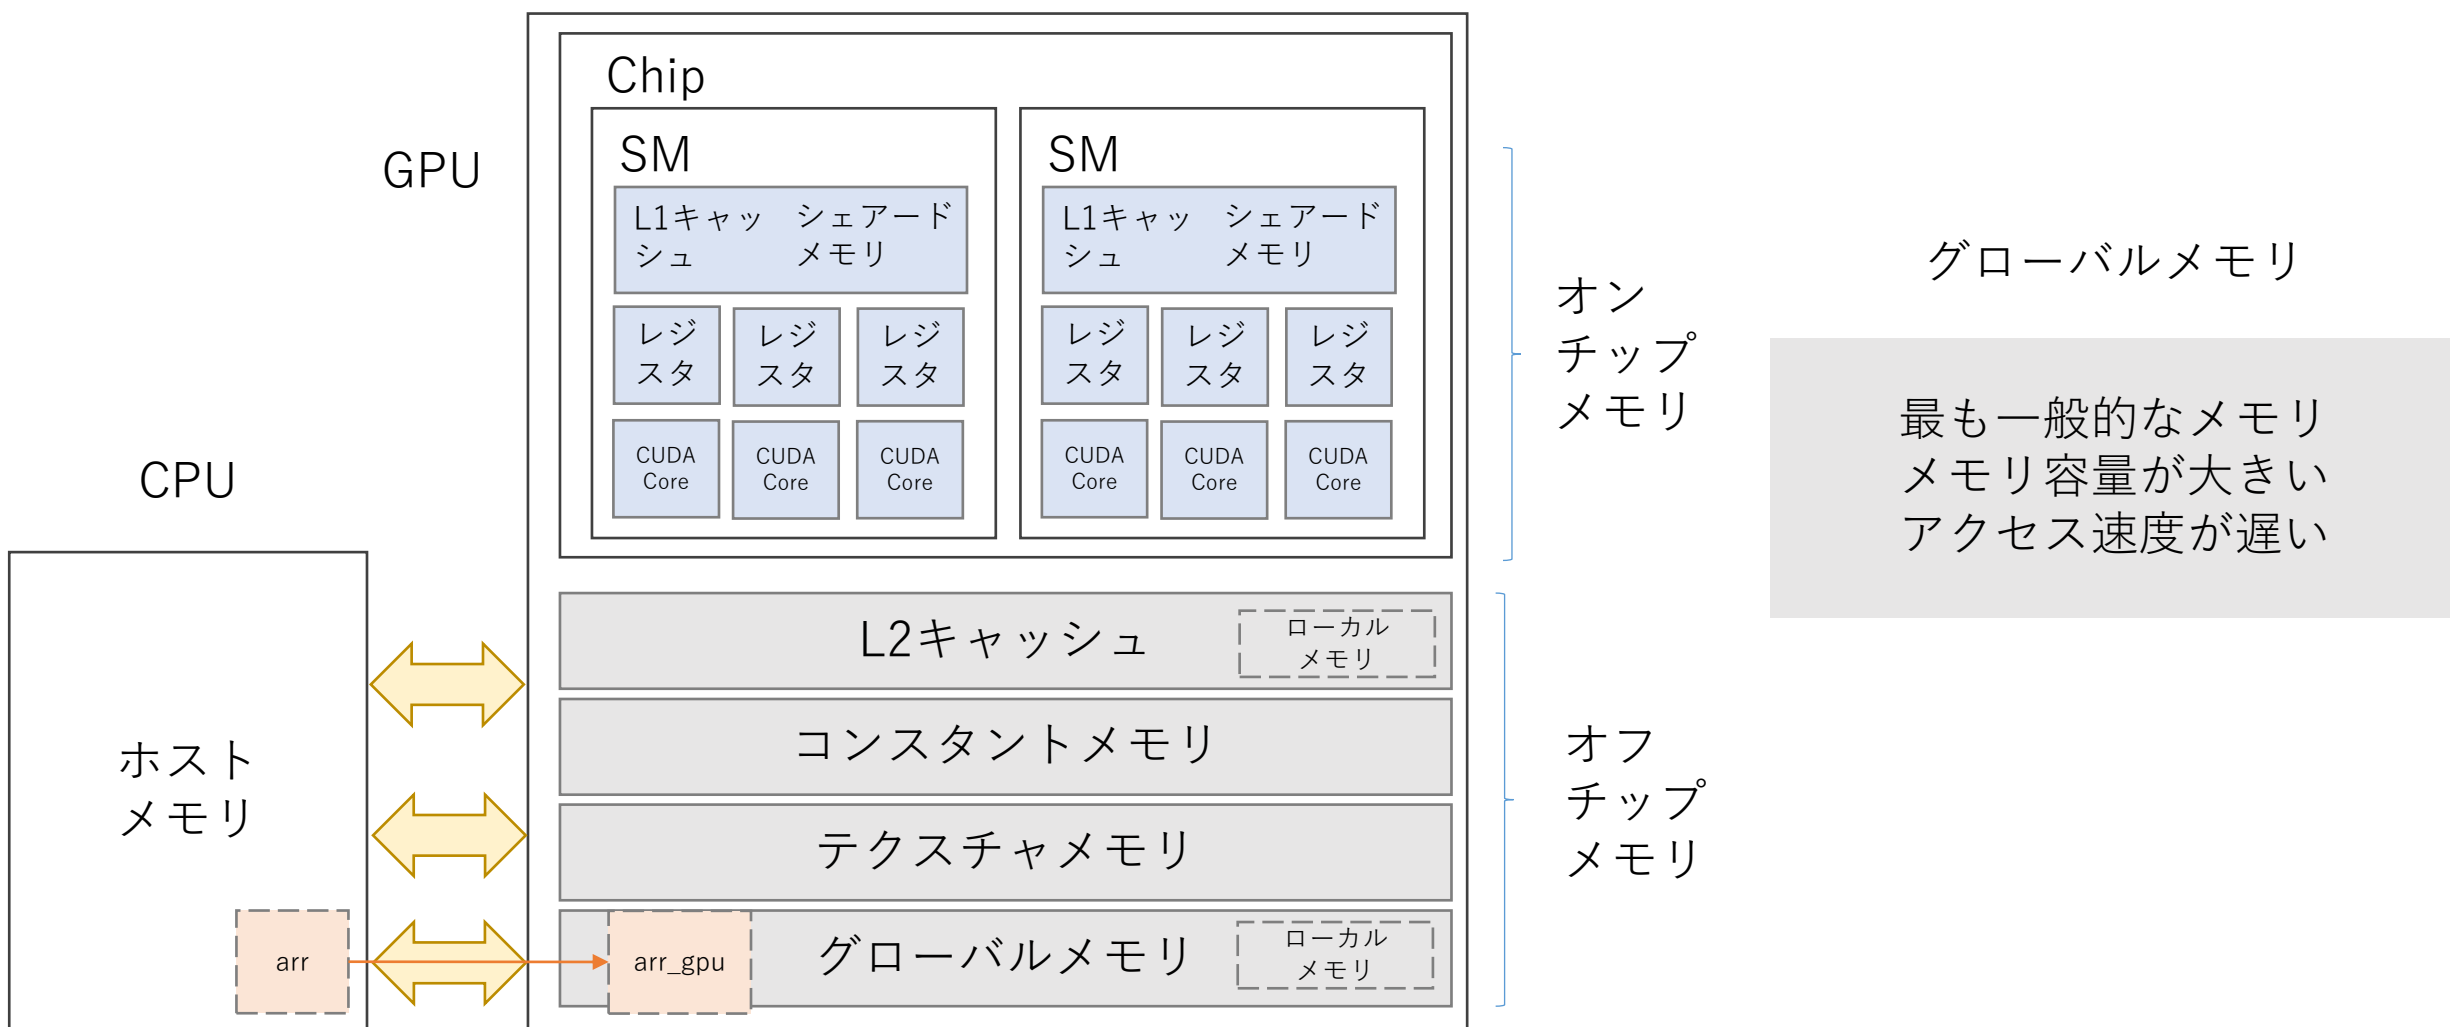 GPU
Chip
SM
L1キャッ
シュ
シェアード
メモリ
レジ
スタ
レジ
スタ
レジ
スタ
CUDA
Core
CUDA
Core
CUDA
Core
SM
L1キャッ
シュ
シェアード
メモリ
レジ
スタ
レジ
スタ
レジ
スタ
CUDA
Core
CUDA
Core
CUDA
Core
オン
チップ
メモリ
グローバルメモリ
最も一般的なメモリ
メモリ容量が大きい
アクセス速度が遅い
CPU
ホスト
メモリ
arr
L2キャッシュ
ローカル
メモリ
コンスタントメモリ
テクスチャメモリ
arr_gpu
グローバルメモリ
ローカル
メモリ
オフ
チップ
メモリ